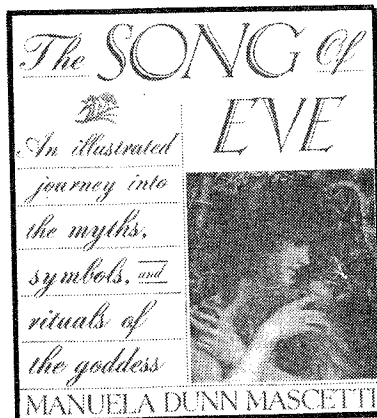 The SONG Of
EVE
An illustrated
journey into
the myths,
symbols, and
rituals of
the goddess
MANUELA DUNN MASCETTI